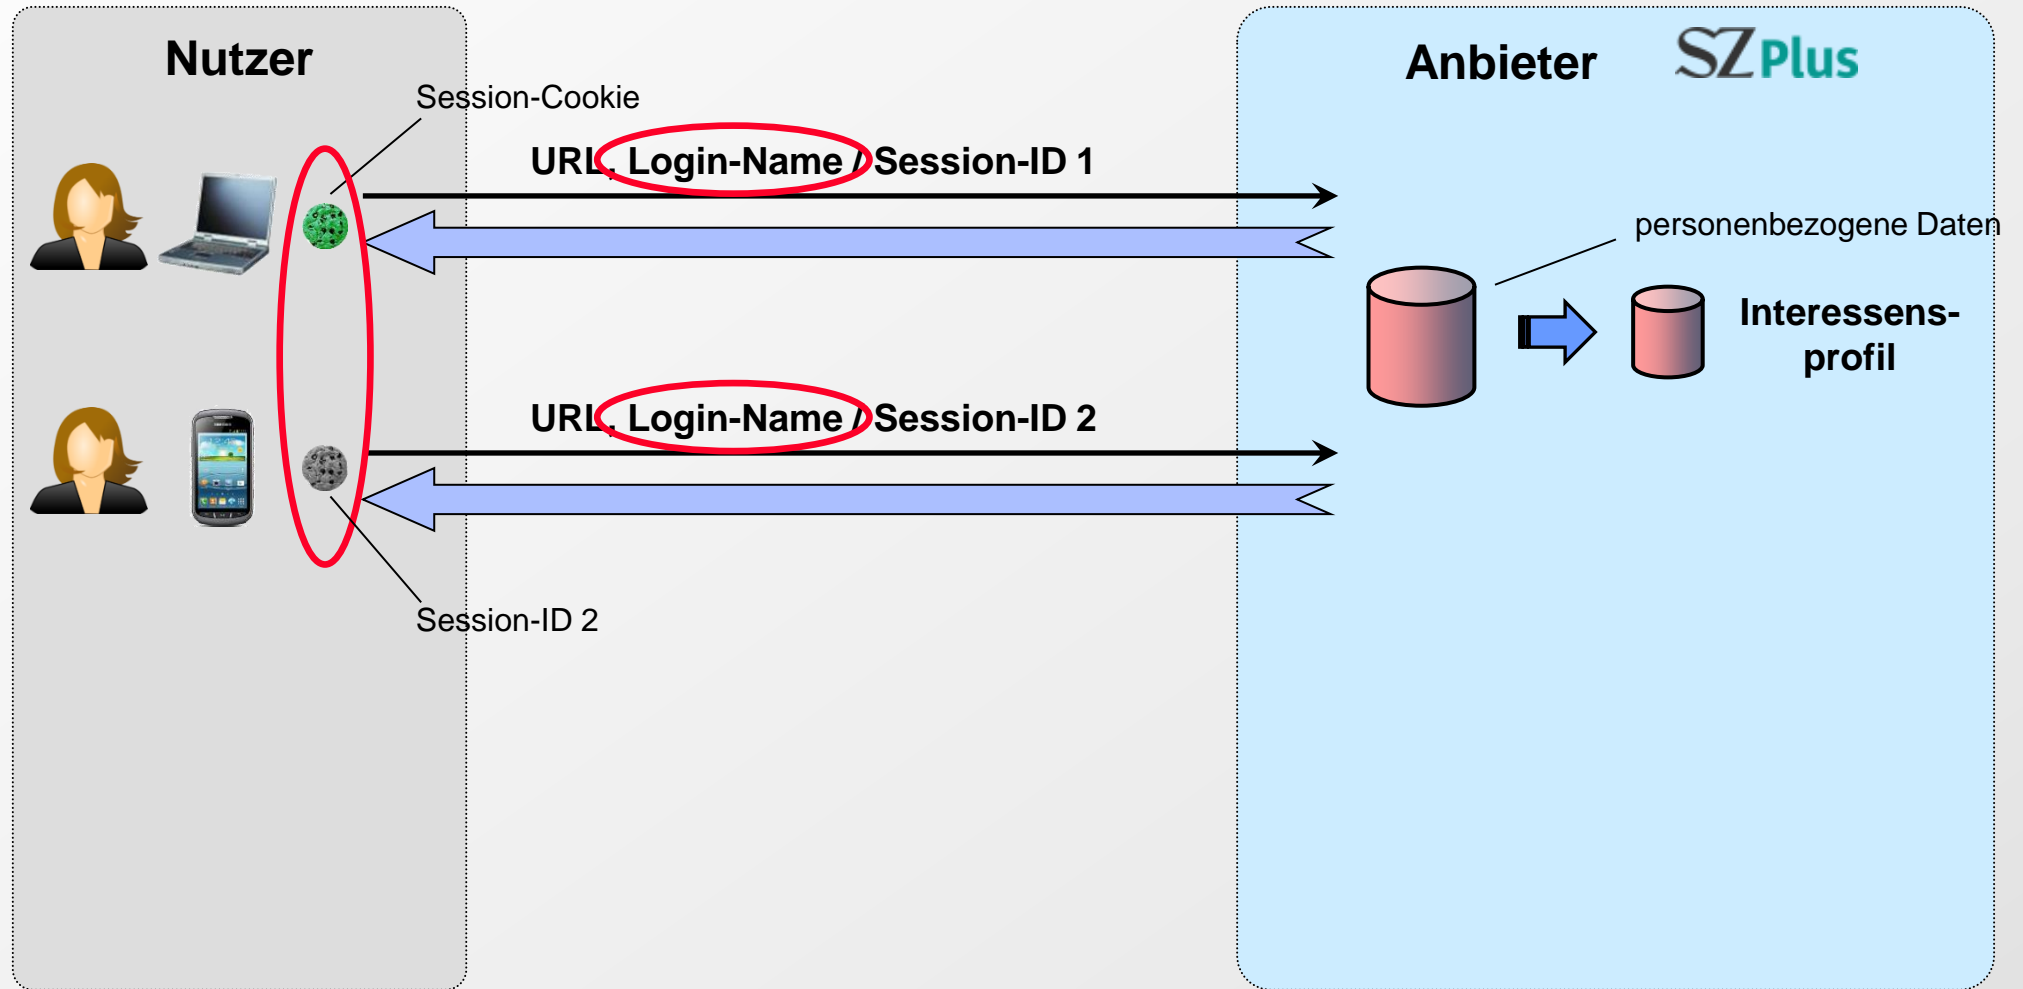 Nutzer
Anbieter
SZ Plus
Session-Cookie
URL, Login-Name / Session-ID 1
personenbezogene Daten
Interessens-
profil
URL, Login-Name / Session-ID 2
Session-ID 2